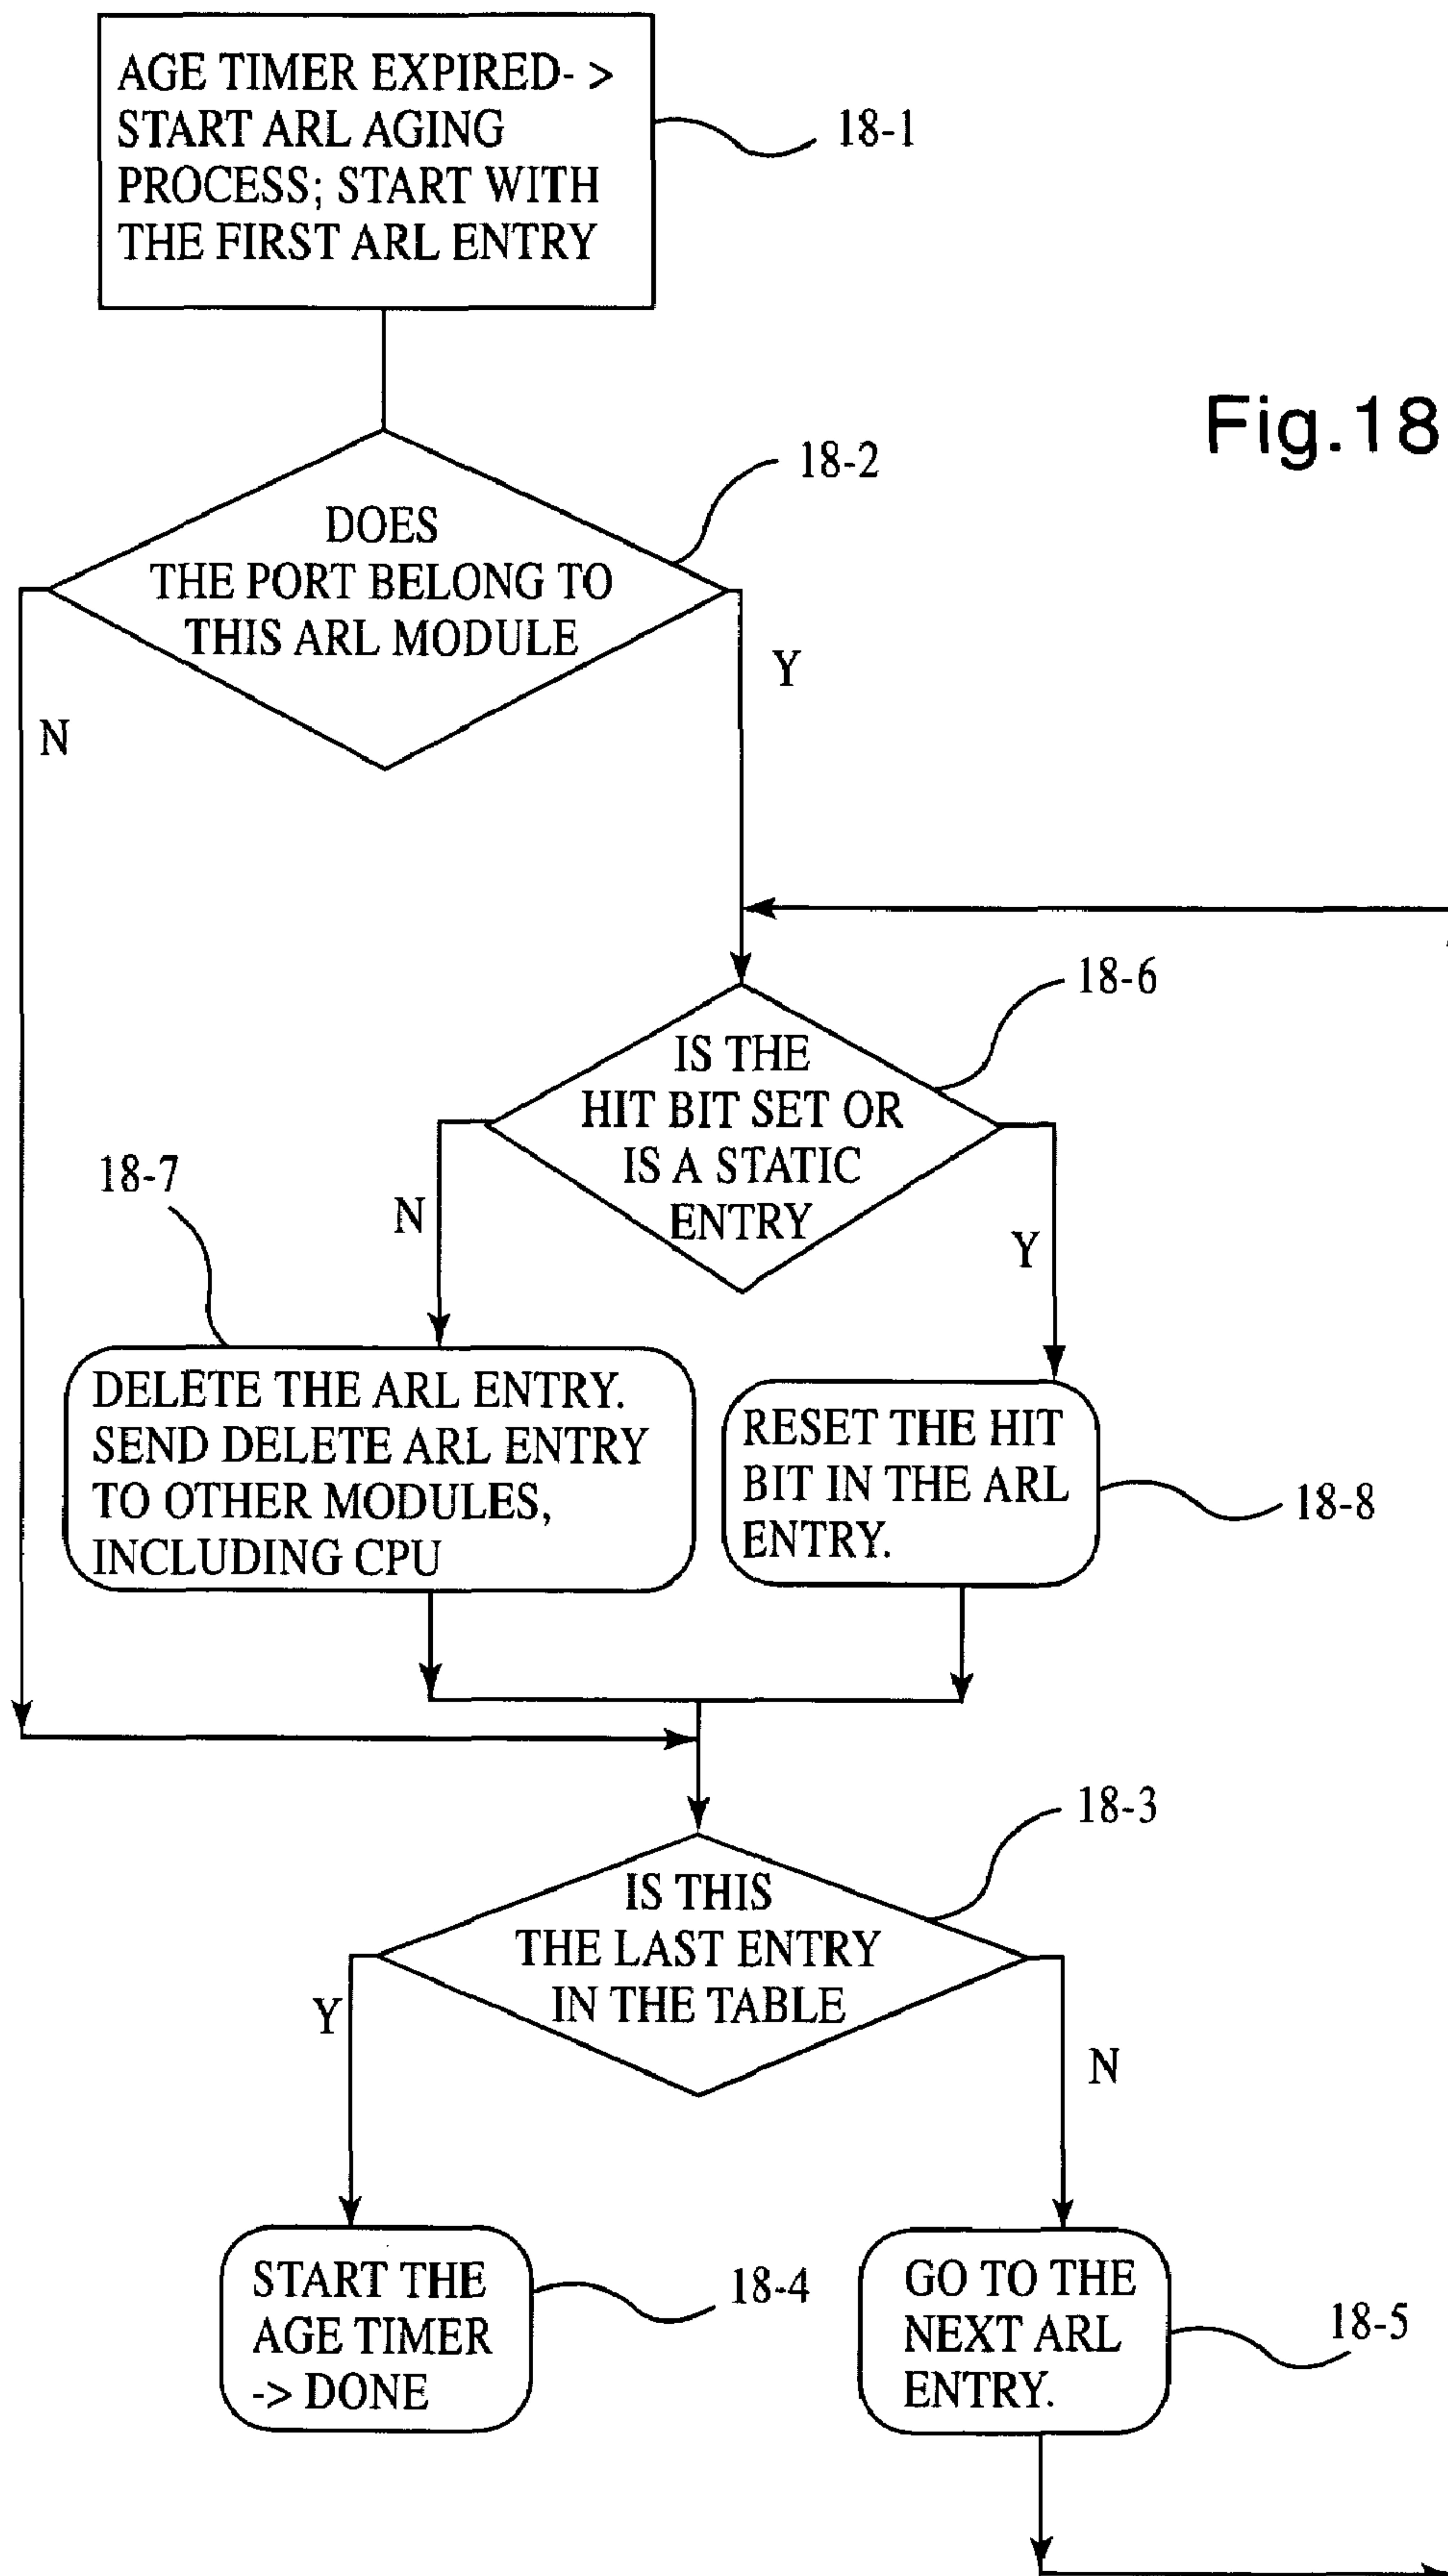 AGE TIMER EXPIRED- >
START ARL AGING
PROCESS; START WITH
THE FIRST ARL ENTRY
18-1
Fig.18
18-2
DOES
THE PORT BELONG TO
THIS ARL MODULE
Y
N
18-6
IS THE
HIT BIT SET OR
IS A STATIC
ENTRY
18-7
N
Y
DELETE THE ARL ENTRY.
SEND DELETE ARL ENTRY
TO OTHER MODULES,
INCLUDING CPU
RESET THE HIT
BIT IN THE ARL
ENTRY.
18-8
18-3
IS THIS
THE LAST ENTRY
IN THE TABLE
Y
N
START THE
AGE TIMER
-> DONE
18-4
GO TO THE
NEXT ARL
ENTRY.
18-5